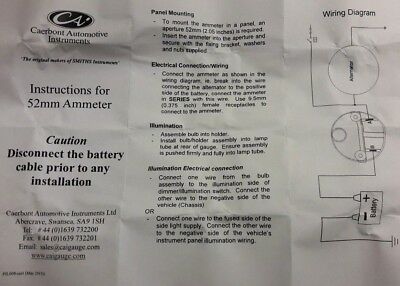 CAi
Caerbont Automotive
Instruments
'The original makers of SMITHS Instruments'
Instructions for
52mm Ammeter
Caution
Disconnect the battery
cable prior to any
installation
Caerbont Automotive Instruments Ltd
Abercrave, Swansea, SA9 1SH
Tel: +44 (0)1639 732200
Fax: +44 (0)1639 732201
Email: sales@caigauge.com
www.caigauge.com
Panel Mounting
- To mount the ammeter in a panel, an
aperture 52mm (2.05 inches) is required.
- Insert the ammeter into the aperture and
secure with the fixing bracket, washers
and nuts supplied.
Electrical Connection/Wiring
- Connect the ammeter as shown in the
wiring diagram, ie. break into the wire
connecting the alternator to the positive
side of the battery, connect the ammeter
in SERIES with this wire. Use 9.5mm
(0.375 inch) female receptacles to
connect to the ammeter.
Illumination
- Assemble bulb into holder.
- Install bulb/holder assembly into lamp
tube at rear of gauge. Ensure assembly
is pushed firmly and fully into lamp tube.
Illumination Electrical connection
- Connect one wire from the bulb
assembly to the illumination side of
dimmer/illumination switch. Connect the
other wire to the negative side of the
vehicle (Chassis)
OR
- Connect one wire to the fused side of the
side light supply. Connect the other wire
to the negative side of the vehicle's
instrument panel illumination wiring.
Wiring Diagram
Alternator
+
-
Battery